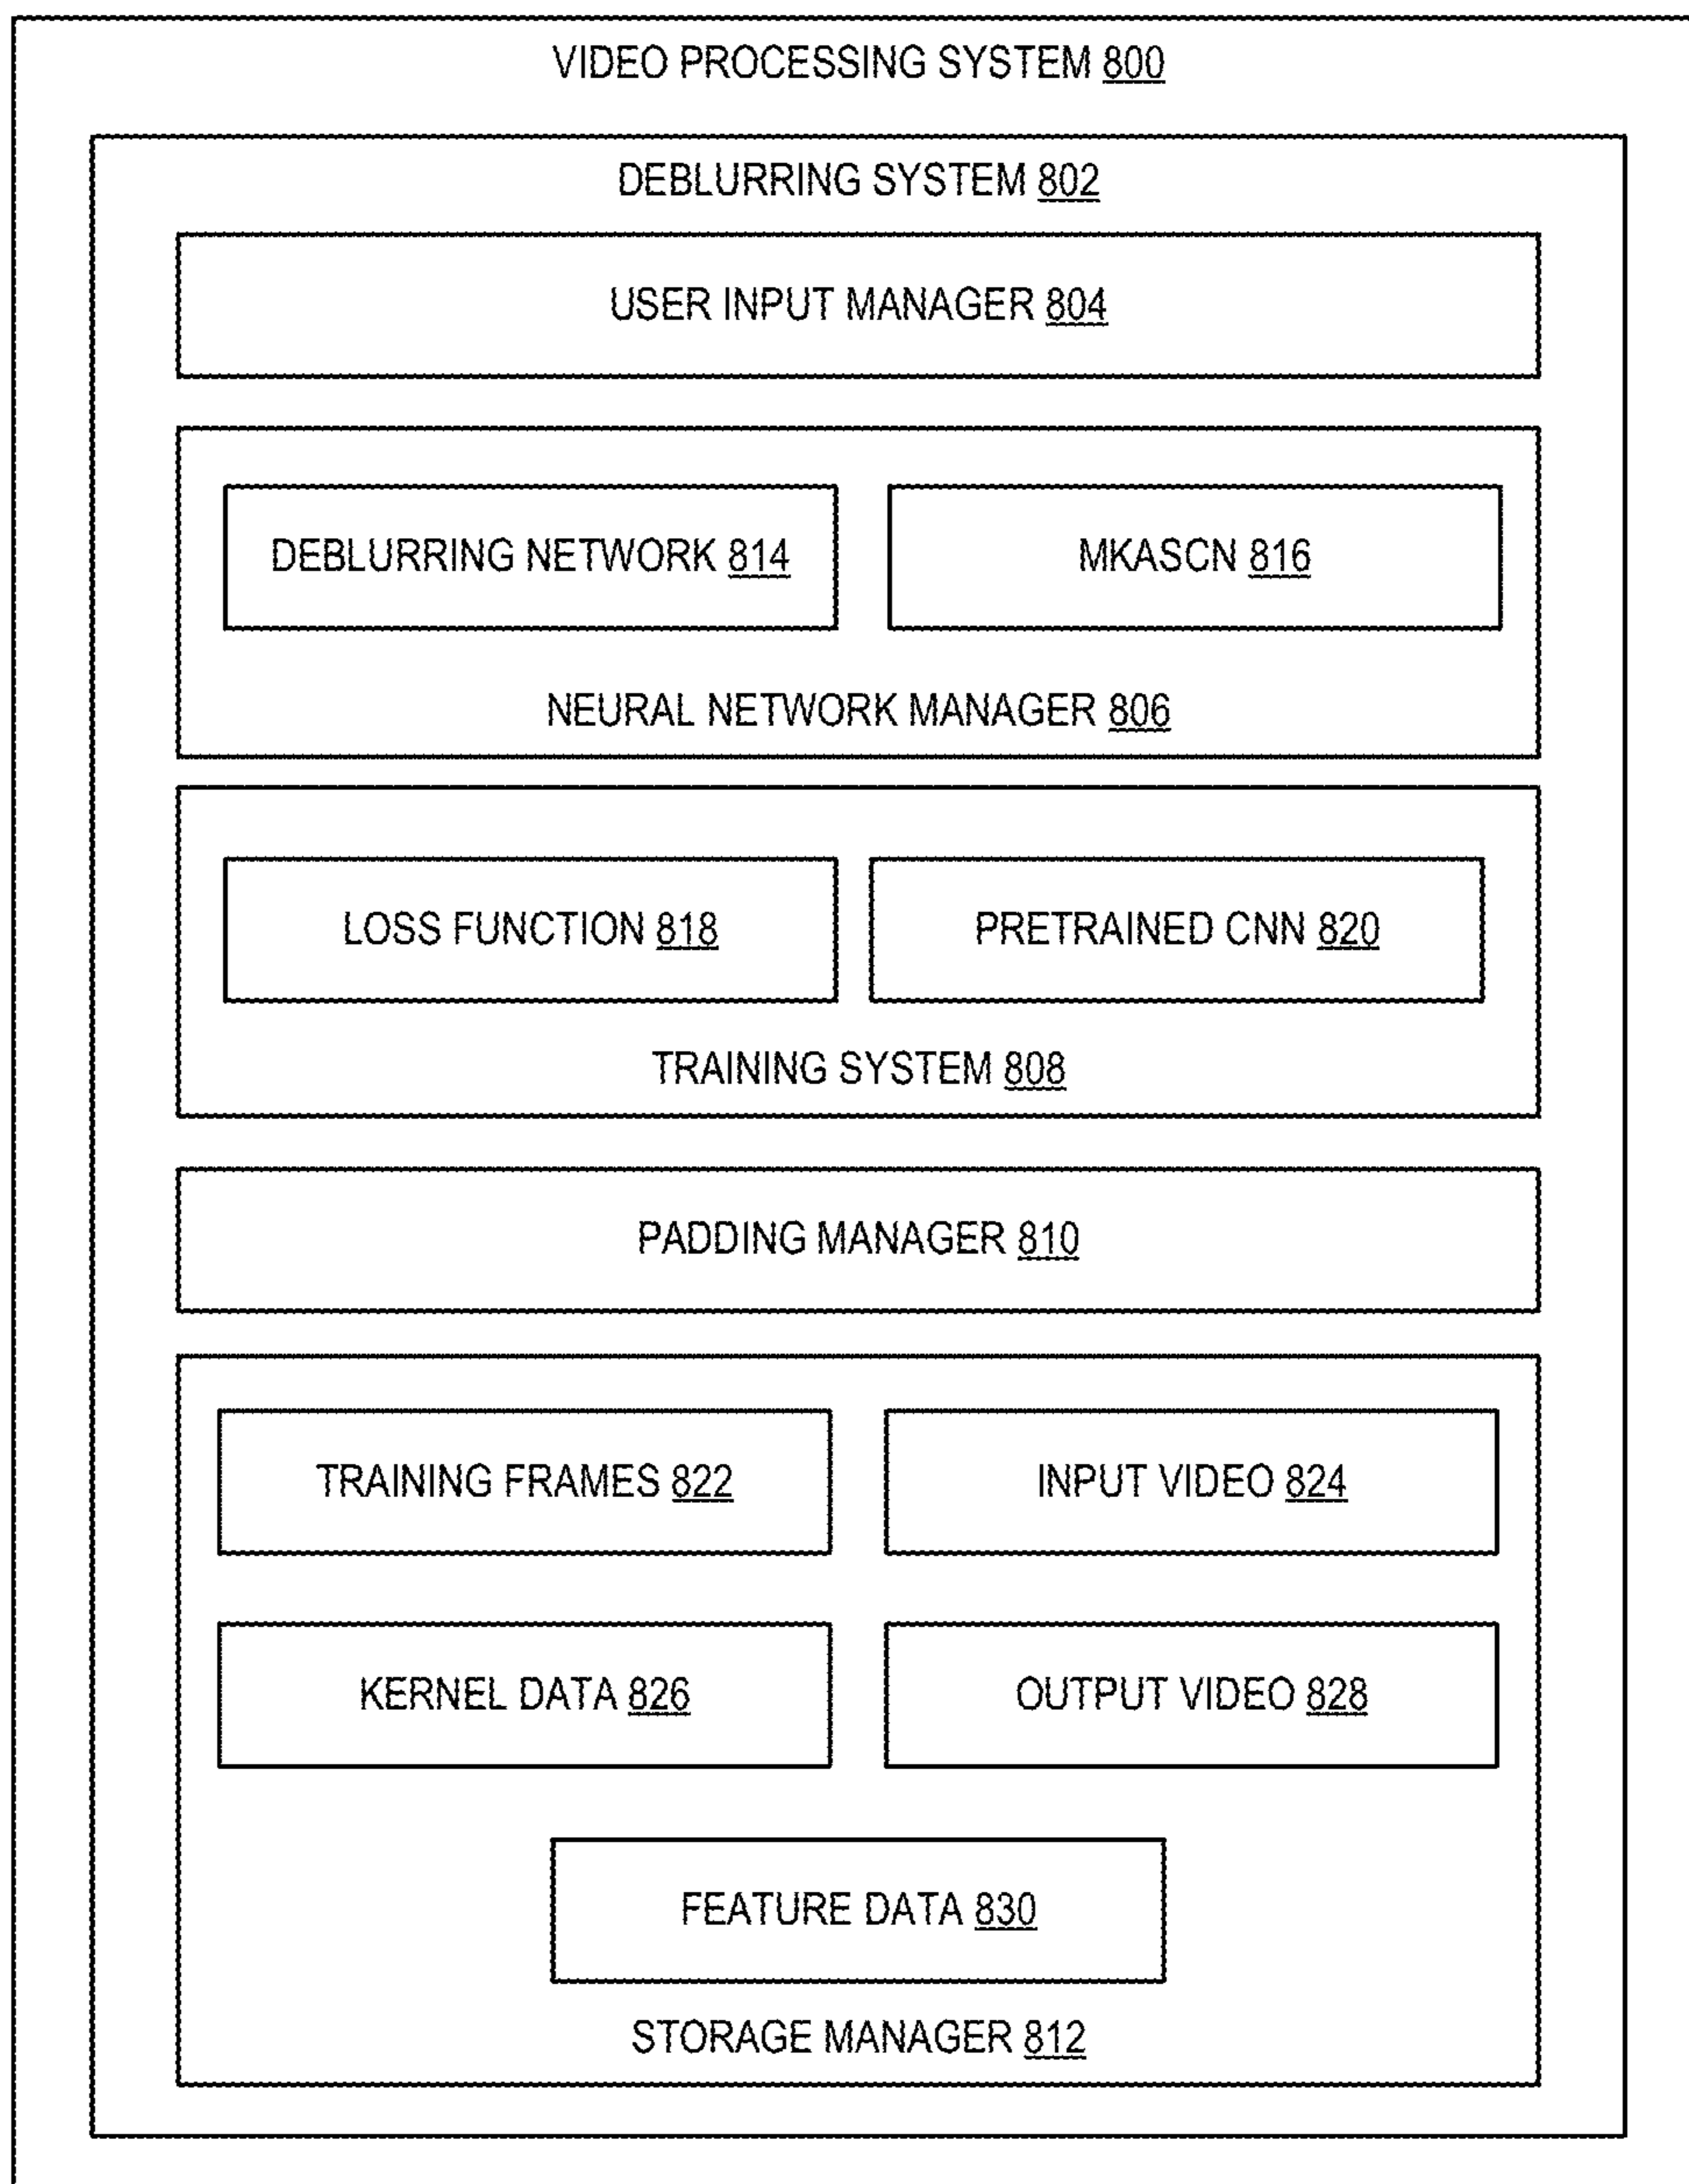 VIDEO PROCESSING SYSTEM 800
DEBLURRING SYSTEM 802
USER INPUT MANAGER 804
DEBLURRING NETWORK 814
MKASCN 816
NEURAL NETWORK MANAGER 806
LOSS FUNCTION 818
PRETRAINED CNN 820
TRAINING SYSTEM 808
PADDING MANAGER 810
TRAINING FRAMES 822
INPUT VIDEO 824
KERNEL DATA 826
OUTPUT VIDEO 828
FEATURE DATA 830
STORAGE MANAGER 812